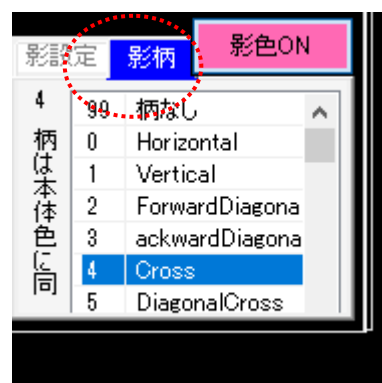 影設定 影柄 影色ON
4 柄は本体色に同
99 柄なし
0 Horizontal
1 Vertical
2 ForwardDiagona
3 ackwardDiagona
4 Cross
5 DiagonalCross